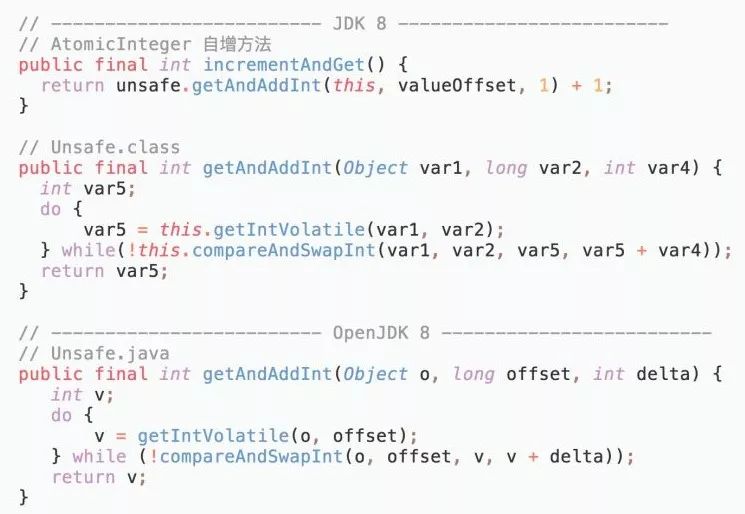 // ------------------------- JDK 8 -------------------------
// AtomicInteger 自增方法
public final int incrementAndGet() {
  return unsafe.getAndAddInt(this, valueOffset, 1) + 1;
}

// Unsafe.class
public final int getAndAddInt(Object var1, long var2, int var4) {
  int var5;
  do {
      var5 = this.getIntVolatile(var1, var2);
  } while(!this.compareAndSwapInt(var1, var2, var5, var5 + var4));
  return var5;
}

// ------------------------- OpenJDK 8 -------------------------
// Unsafe.java
public final int getAndAddInt(Object o, long offset, int delta) {
   int v;
   do {
       v = getIntVolatile(o, offset);
   } while (!compareAndSwapInt(o, offset, v, v + delta));
   return v;
}